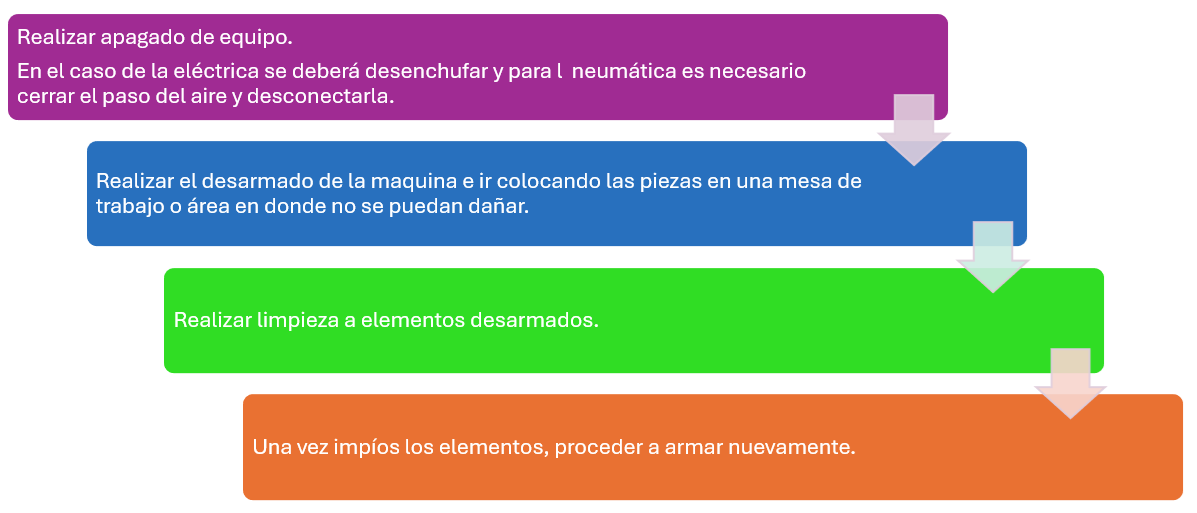 Realizar apagado de equipo.
En el caso de la eléctrica se deberá desenchufar y para l  neumática es necesario
cerrar el paso del aire y desconectarla.
Realizar el desarmado de la maquina e ir colocando las piezas en una mesa de
trabajo o área en donde no se puedan dañar.
Realizar limpieza a elementos desarmados.
Una vez impíos los elementos, proceder a armar nuevamente.